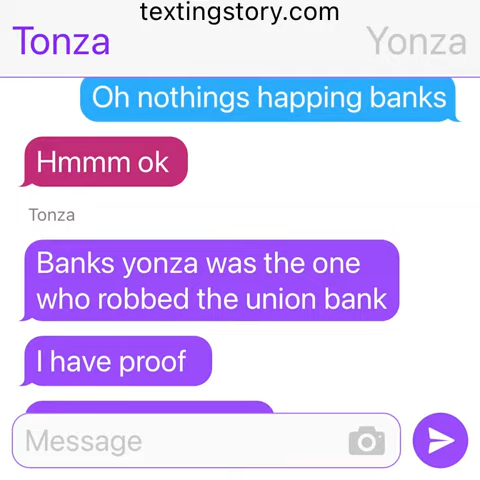 textingstory.com
Tonza
Yonza
Oh nothings happing banks
Hmmm ok
Tonza
Banks yonza was the one
who robbed the union bank
I have proof
Message